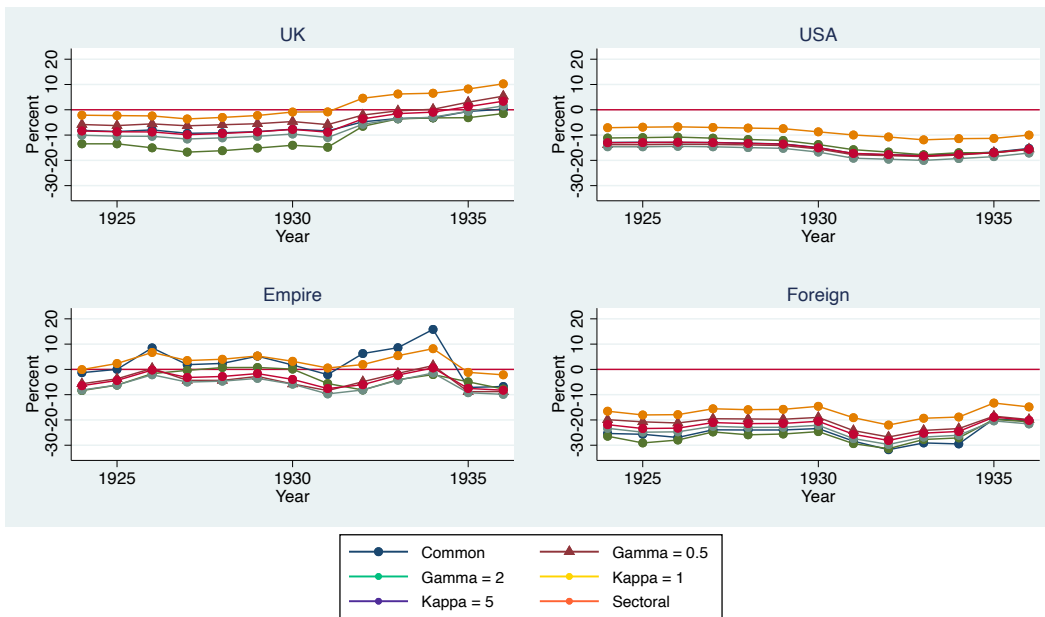 UK
USA
Percent
20
10
0
-10
-20
-30
1925
1930
1935
Year
Percent
20
10
0
-10
-20
-30
1925
1930
1935
Year
Empire
Foreign
Percent
20
10
0
-10
-20
-30
1925
1930
1935
Year
Percent
20
10
0
-10
-20
-30
1925
1930
1935
Year
Common
Gamma = 0.5
Gamma = 2
Kappa = 1
Kappa = 5
Sectoral